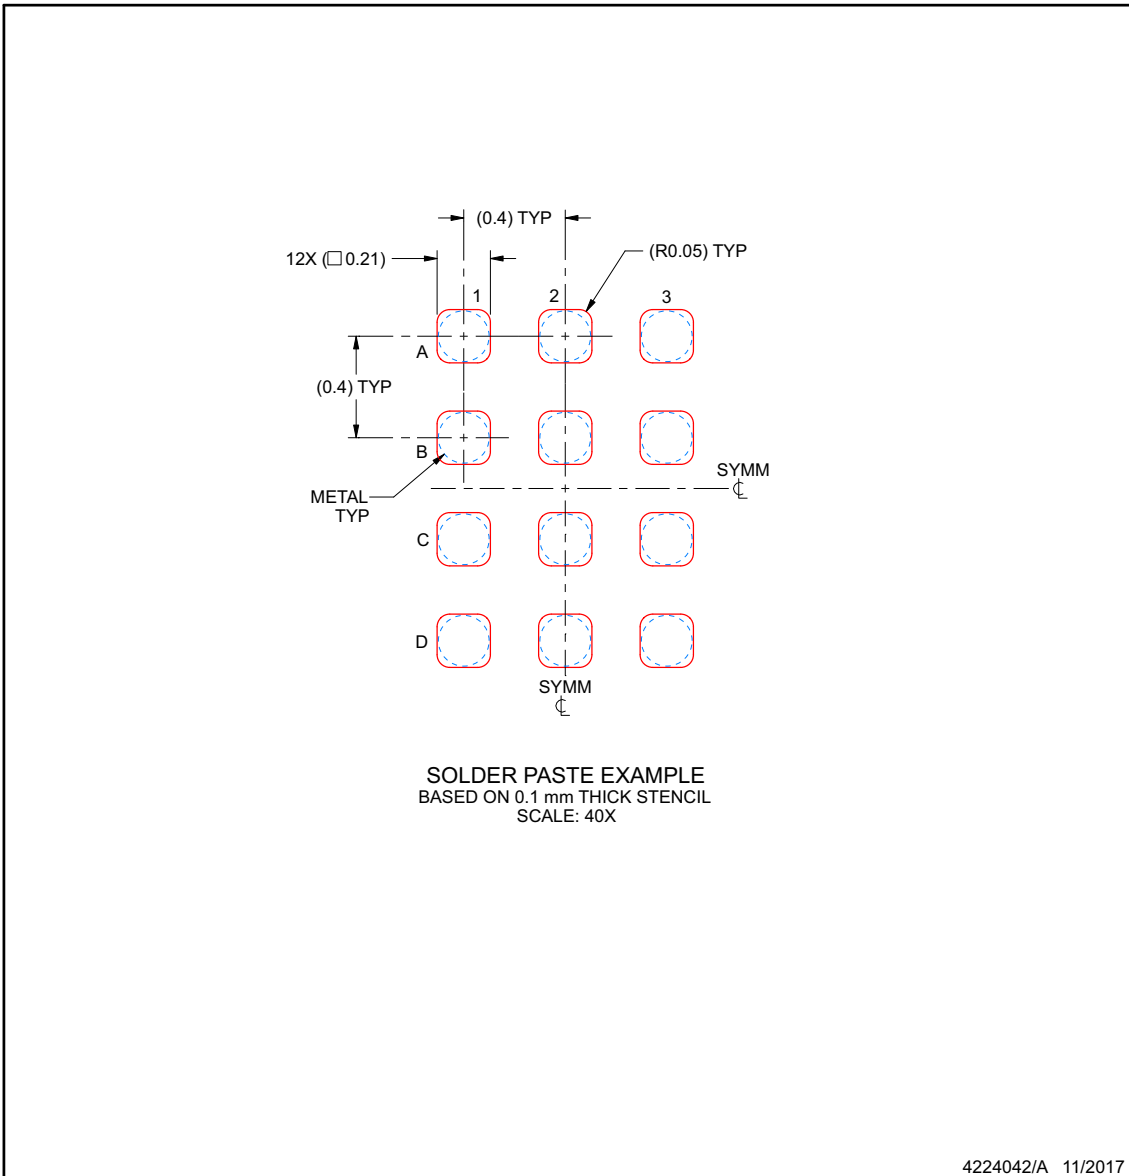 (0.4) TYP
12X (□ 0.21)
(R0.05) TYP
1
2
3
A
(0.4) TYP
B
SYMM
℄
METAL
TYP
C
D
SYMM
℄
SOLDER PASTE EXAMPLE
BASED ON 0.1 mm THICK STENCIL
SCALE: 40X
4224042/A 11/2017